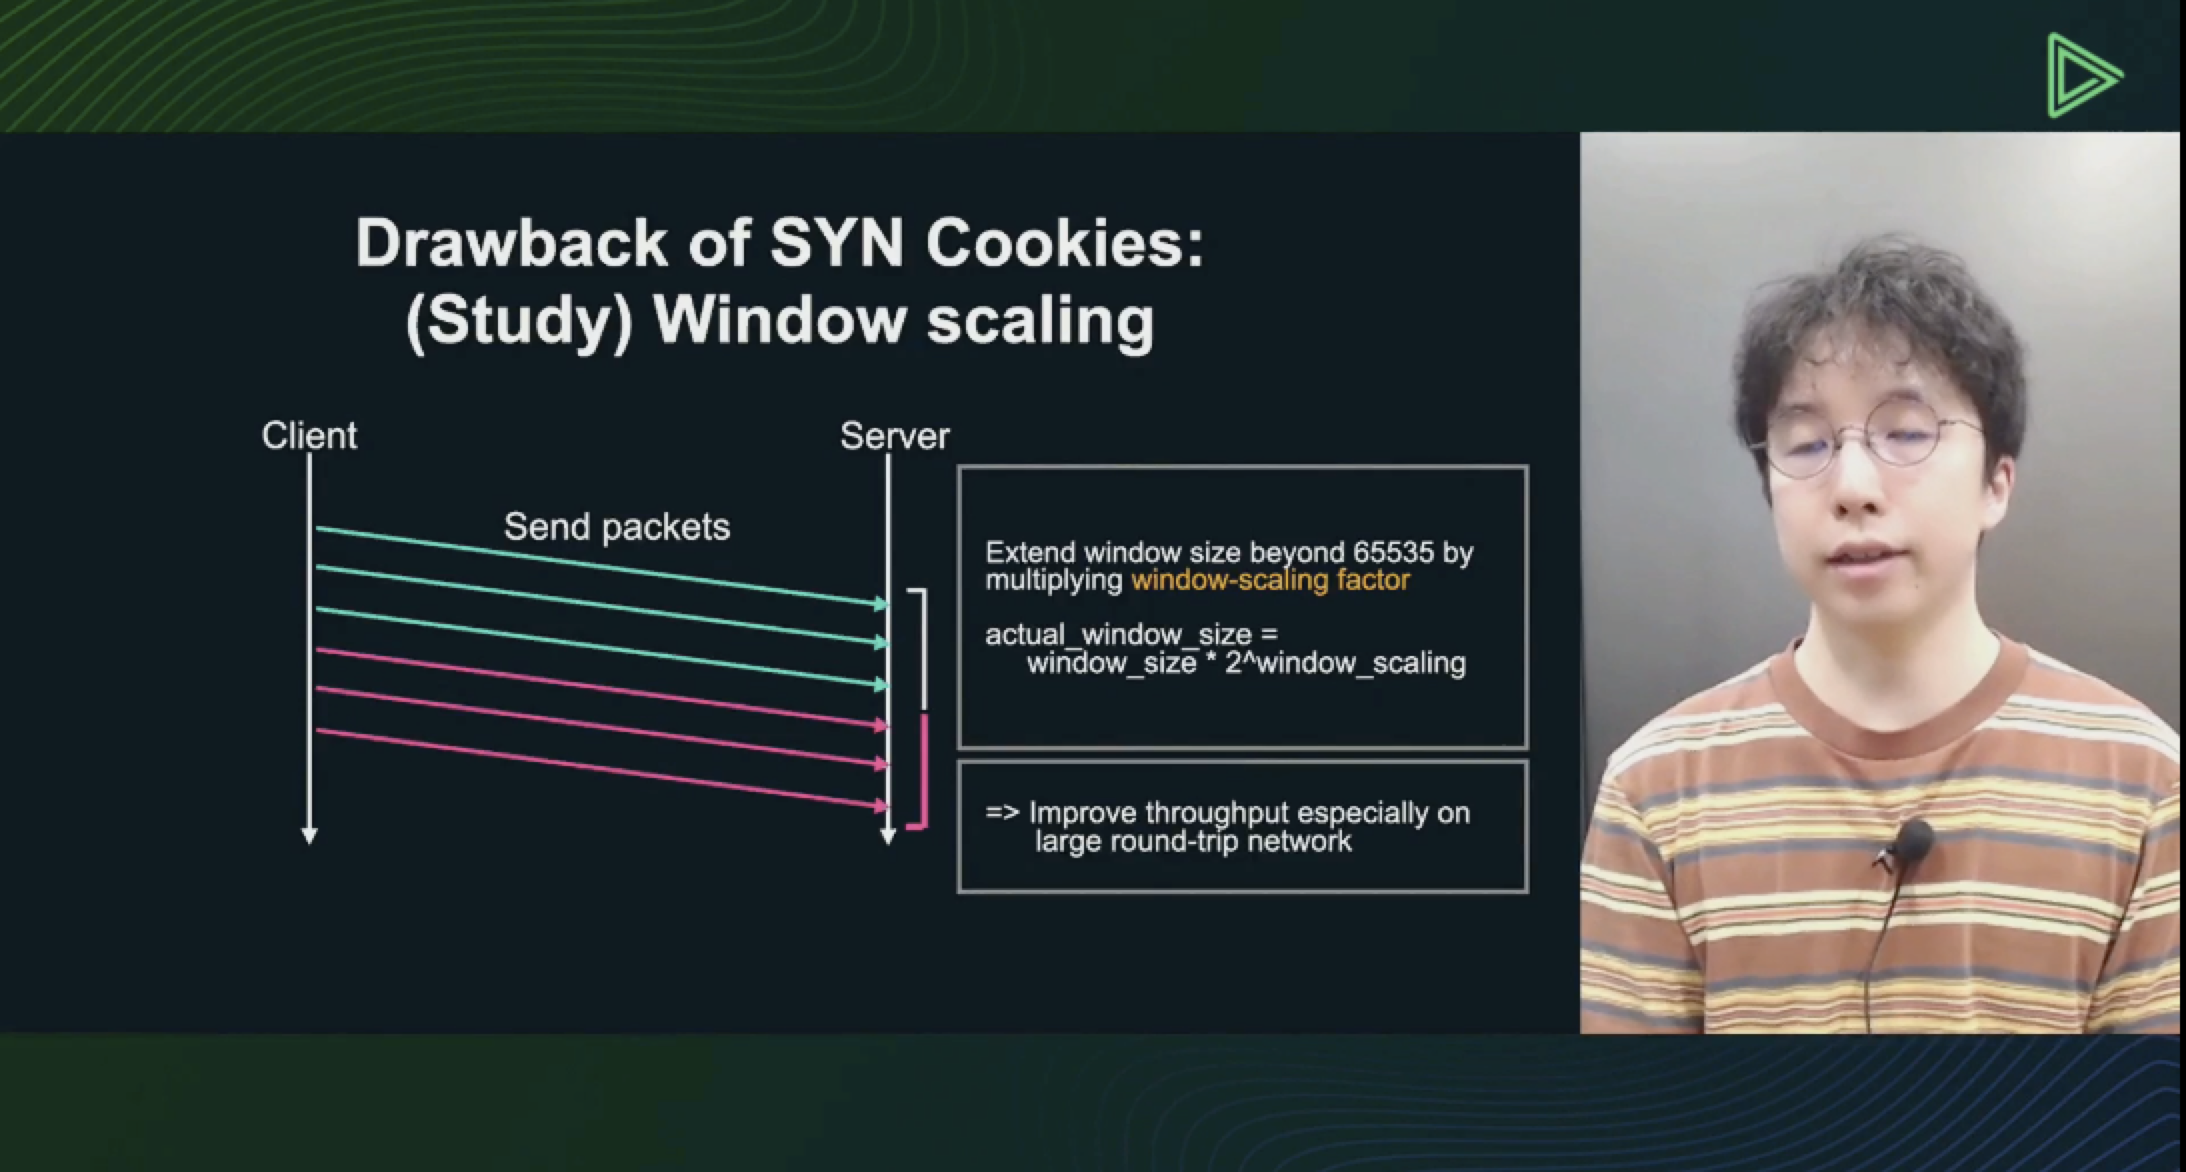 Drawback of SYN Cookies:
(Study) Window scaling
Client
Server
Send packets
Extend window size beyond 65535 by
multiplying window-scaling factor
actual_window_size =
window_size * 2^window_scaling
=> Improve throughput especially on
large round-trip network